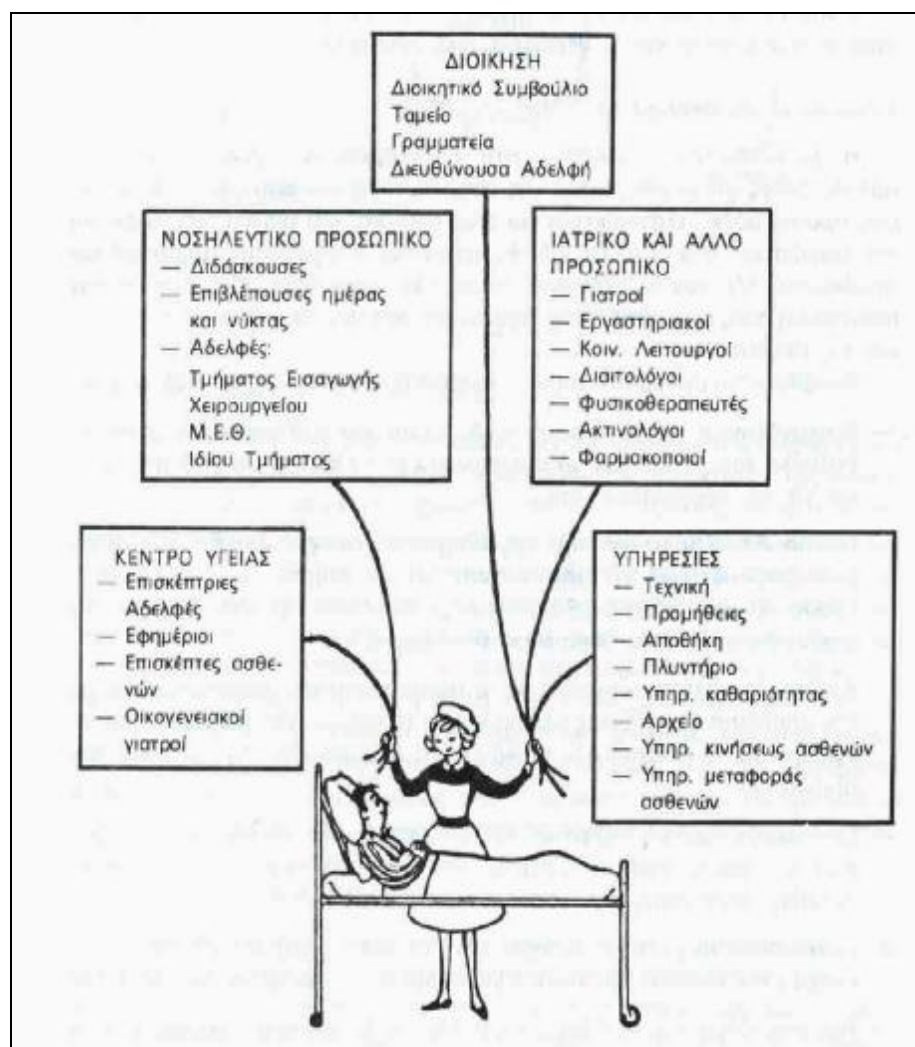 ΔΙΟΙΚΗΣΗ
Διοικητικό Συμβούλιο
Ταμείο
Γραμματεία
Διευθύνουσα Αδελφή
ΝΟΣΗΛΕΥΤΙΚΟ ΠΡΟΣΩΠΙΚΟ
— Διδάσκουσες
— Επιβλέπουσες ημέρας
και νύκτας
— Αδελφές:
Τμήματος Εισαγωγής
Χειρουργείου
Μ.Ε.Θ.
Ιδίου Τμήματος
ΙΑΤΡΙΚΟ ΚΑΙ ΑΛΛΟ
ΠΡΟΣΩΠΙΚΟ
— Γιατροί
— Εργαστηριακοί
— Κοιν. Λειτουργοί
— Διαιτολόγοι
— Φυσικοθεραπευτές
— Ακτινολόγοι
— Φαρμακοποιοί
ΚΕΝΤΡΟ ΥΓΕΙΑΣ
— Επισκέπτριες
Αδελφές
— Εφημέριοι
— Επισκέπτες ασθε-
νών
— Οικογενειακοί
γιατροί
ΥΠΗΡΕΣΙΕΣ
— Τεχνική
— Προμήθειες
— Αποθήκη
— Πλυντήριο
— Υπηρ. καθαριότητας
— Αρχείο
— Υπηρ. κινήσεως ασθενών
— Υπηρ. μεταφοράς
ασθενών